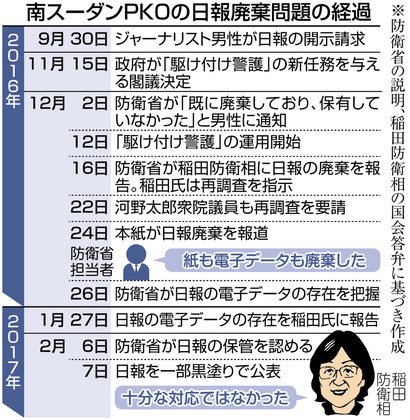 南スーダンPKOの日報廃棄問題の経過
※防衛省の説明、稲田防衛相の国会答弁に基づき作成
2016年
9月 30日 ジャーナリスト男性が日報の開示請求
11月 15日 政府が「駆け付け警護」の新任務を与え
る閣議決定
12月 2日 防衛省が「既に廃棄しており、保有して
いなかった」と男性に通知
12日 「駆け付け警護」の運用開始
16日 防衛省が稲田防衛相に日報の廃棄を報
告。稲田氏は再調査を指示
22日 河野太郎衆院議員も再調査を要請
24日 本紙が日報廃棄を報道
防衛省
担当者
紙も電子データも廃棄した
26日 防衛省が日報の電子データの存在を把握
2017年
1月 27日 日報の電子データの存在を稲田氏に報告
2月 6日 防衛省が日報の保管を認める
7日 日報を一部黒塗りで公表
十分な対応ではなかった
稲田
防衛相